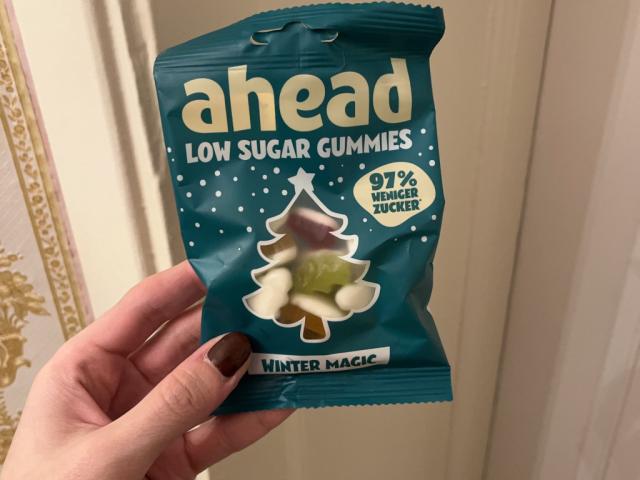 ahead
LOW SUGAR GUMMIES
97%
WENIGER
ZUCKER*
WINTER MAGIC